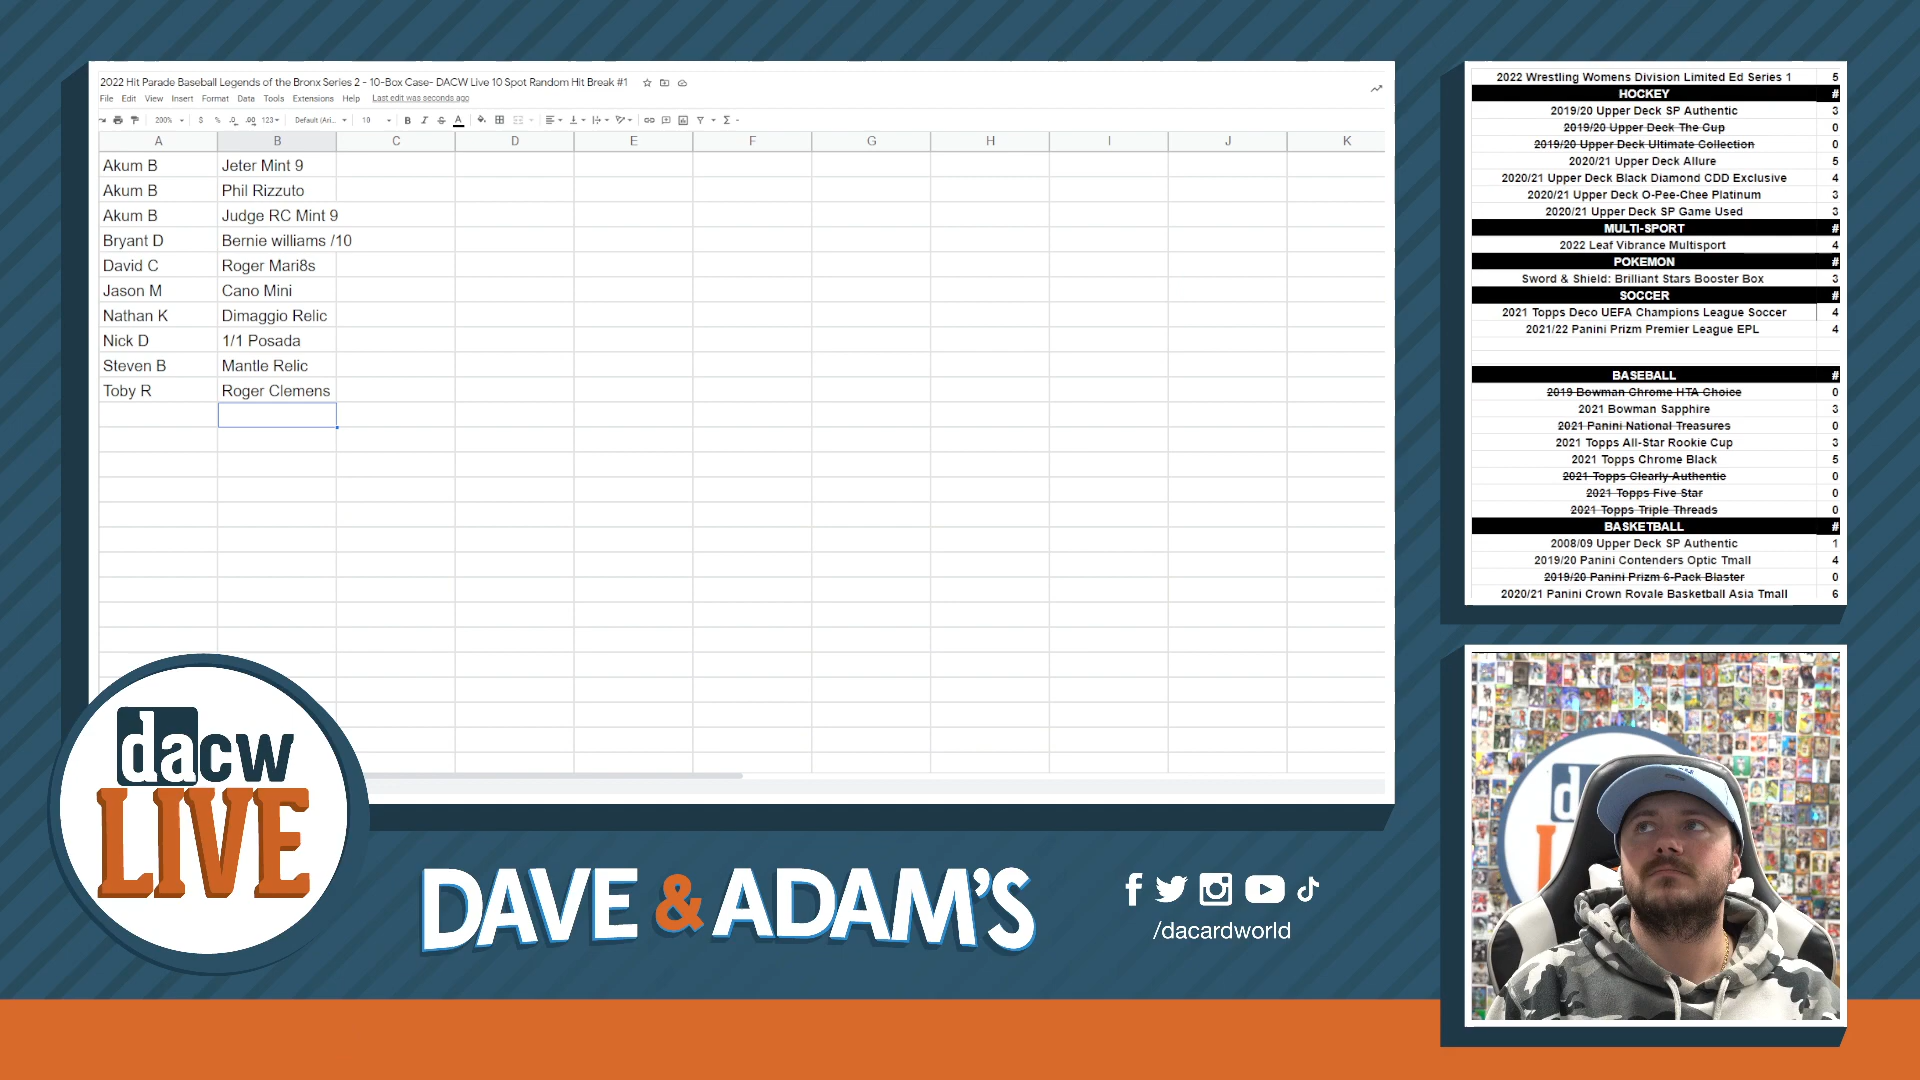 2022 Hit Parade Baseball Legends of the Bronx Series 2 - 10-Box Case- DACW Live 10 Spot Random Hit Break #1
File Edit View Insert Format Data Tools Extensions Help Last edit was seconds ago
200% $ % .0 .00 123 Default (Ari... 10 B I S A
A B C D E F G H I J K
Akum B Jeter Mint 9
Akum B Phil Rizzuto
Akum B Judge RC Mint 9
Bryant D Bernie williams /10
David C Roger Mari8s
Jason M Cano Mini
Nathan K Dimaggio Relic
Nick D 1/1 Posada
Steven B Mantle Relic
Toby R Roger Clemens
2022 Wrestling Womens Division Limited Ed Series 1 5
HOCKEY #
2019/20 Upper Deck SP Authentic 3
2019/20 Upper Deck The Cup 0
2019/20 Upper Deck Ultimate Collection 0
2020/21 Upper Deck Allure 5
2020/21 Upper Deck Black Diamond CDD Exclusive 4
2020/21 Upper Deck O-Pee-Chee Platinum 3
2020/21 Upper Deck SP Game Used 3
MULTI-SPORT #
2022 Leaf Vibrance Multisport 4
POKEMON #
Sword & Shield: Brilliant Stars Booster Box 3
SOCCER #
2021 Topps Deco UEFA Champions League Soccer 4
2021/22 Panini Prizm Premier League EPL 4
BASEBALL #
2019 Bowman Chrome HTA Choice 0
2021 Bowman Sapphire 3
2021 Panini National Treasures 0
2021 Topps All-Star Rookie Cup 3
2021 Topps Chrome Black 5
2021 Topps Clearly Authentic 0
2021 Topps Five Star 0
2021 Topps Triple Threads 0
BASKETBALL #
2008/09 Upper Deck SP Authentic 1
2019/20 Panini Contenders Optic Tmall 4
2019/20 Panini Prizm 6-Pack Blaster 0
2020/21 Panini Crown Royale Basketball Asia Tmall 6
dacw
LIVE
DAVE & ADAM'S
/dacardworld